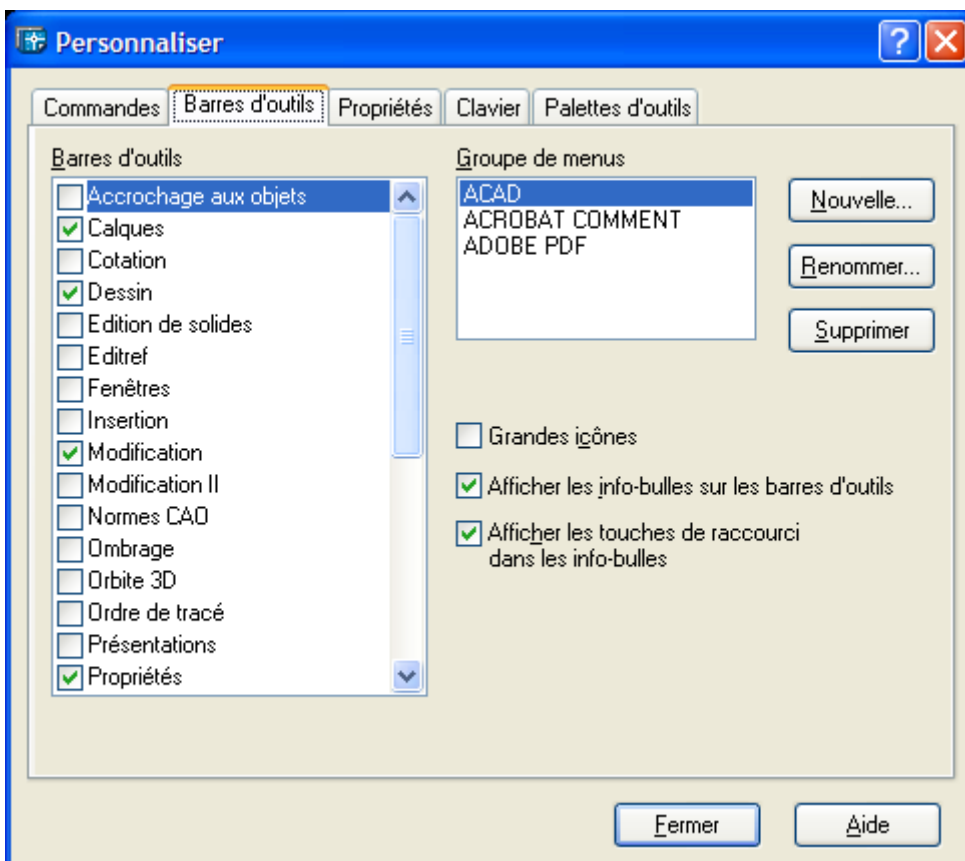 Personnaliser
Commandes
Barres d'outils
Propriétés
Clavier
Palettes d'outils
Barres d'outils
Accrochage aux objets
Calques
Cotation
Dessin
Edition de solides
Editref
Fenêtres
Insertion
Modification
Modification II
Normes CAO
Ombrage
Orbite 3D
Ordre de tracé
Présentations
Propriétés
Groupe de menus
ACAD
ACROBAT COMMENT
ADOBE PDF
Nouvelle...
Renommer...
Supprimer
Grandes icônes
Afficher les info-bulles sur les barres d'outils
Afficher les touches de raccourci
dans les info-bulles
Fermer
Aide